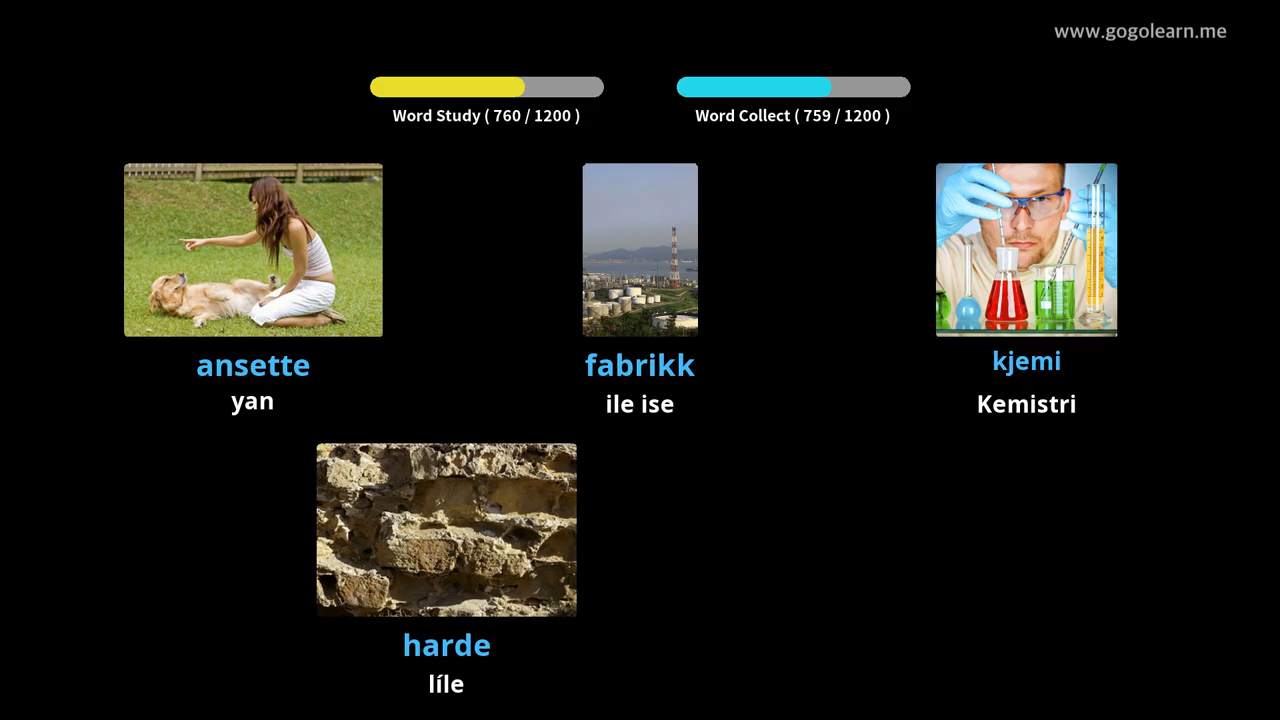 www.gogolearn.me
Word Study ( 760 / 1200 )
Word Collect ( 759 / 1200 )
ansette
yan
fabrikk
ile ise
kjemi
Kemistri
harde
líle